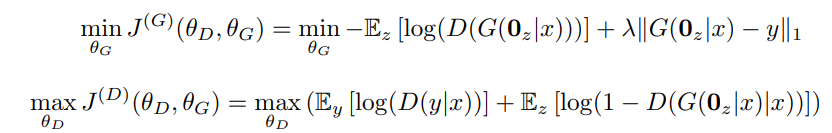 min_{θ_G} J^{(G)}(θ_D, θ_G) = min_{θ_G} −𝔼_z [log(D(G(𝟎_z|x)))] + λ‖G(𝟎_z|x) − y‖_1
max_{θ_D} J^{(D)}(θ_D, θ_G) = max_{θ_D} (𝔼_y [log(D(y|x))] + 𝔼_z [log(1 − D(G(𝟎_z|x)|x))])